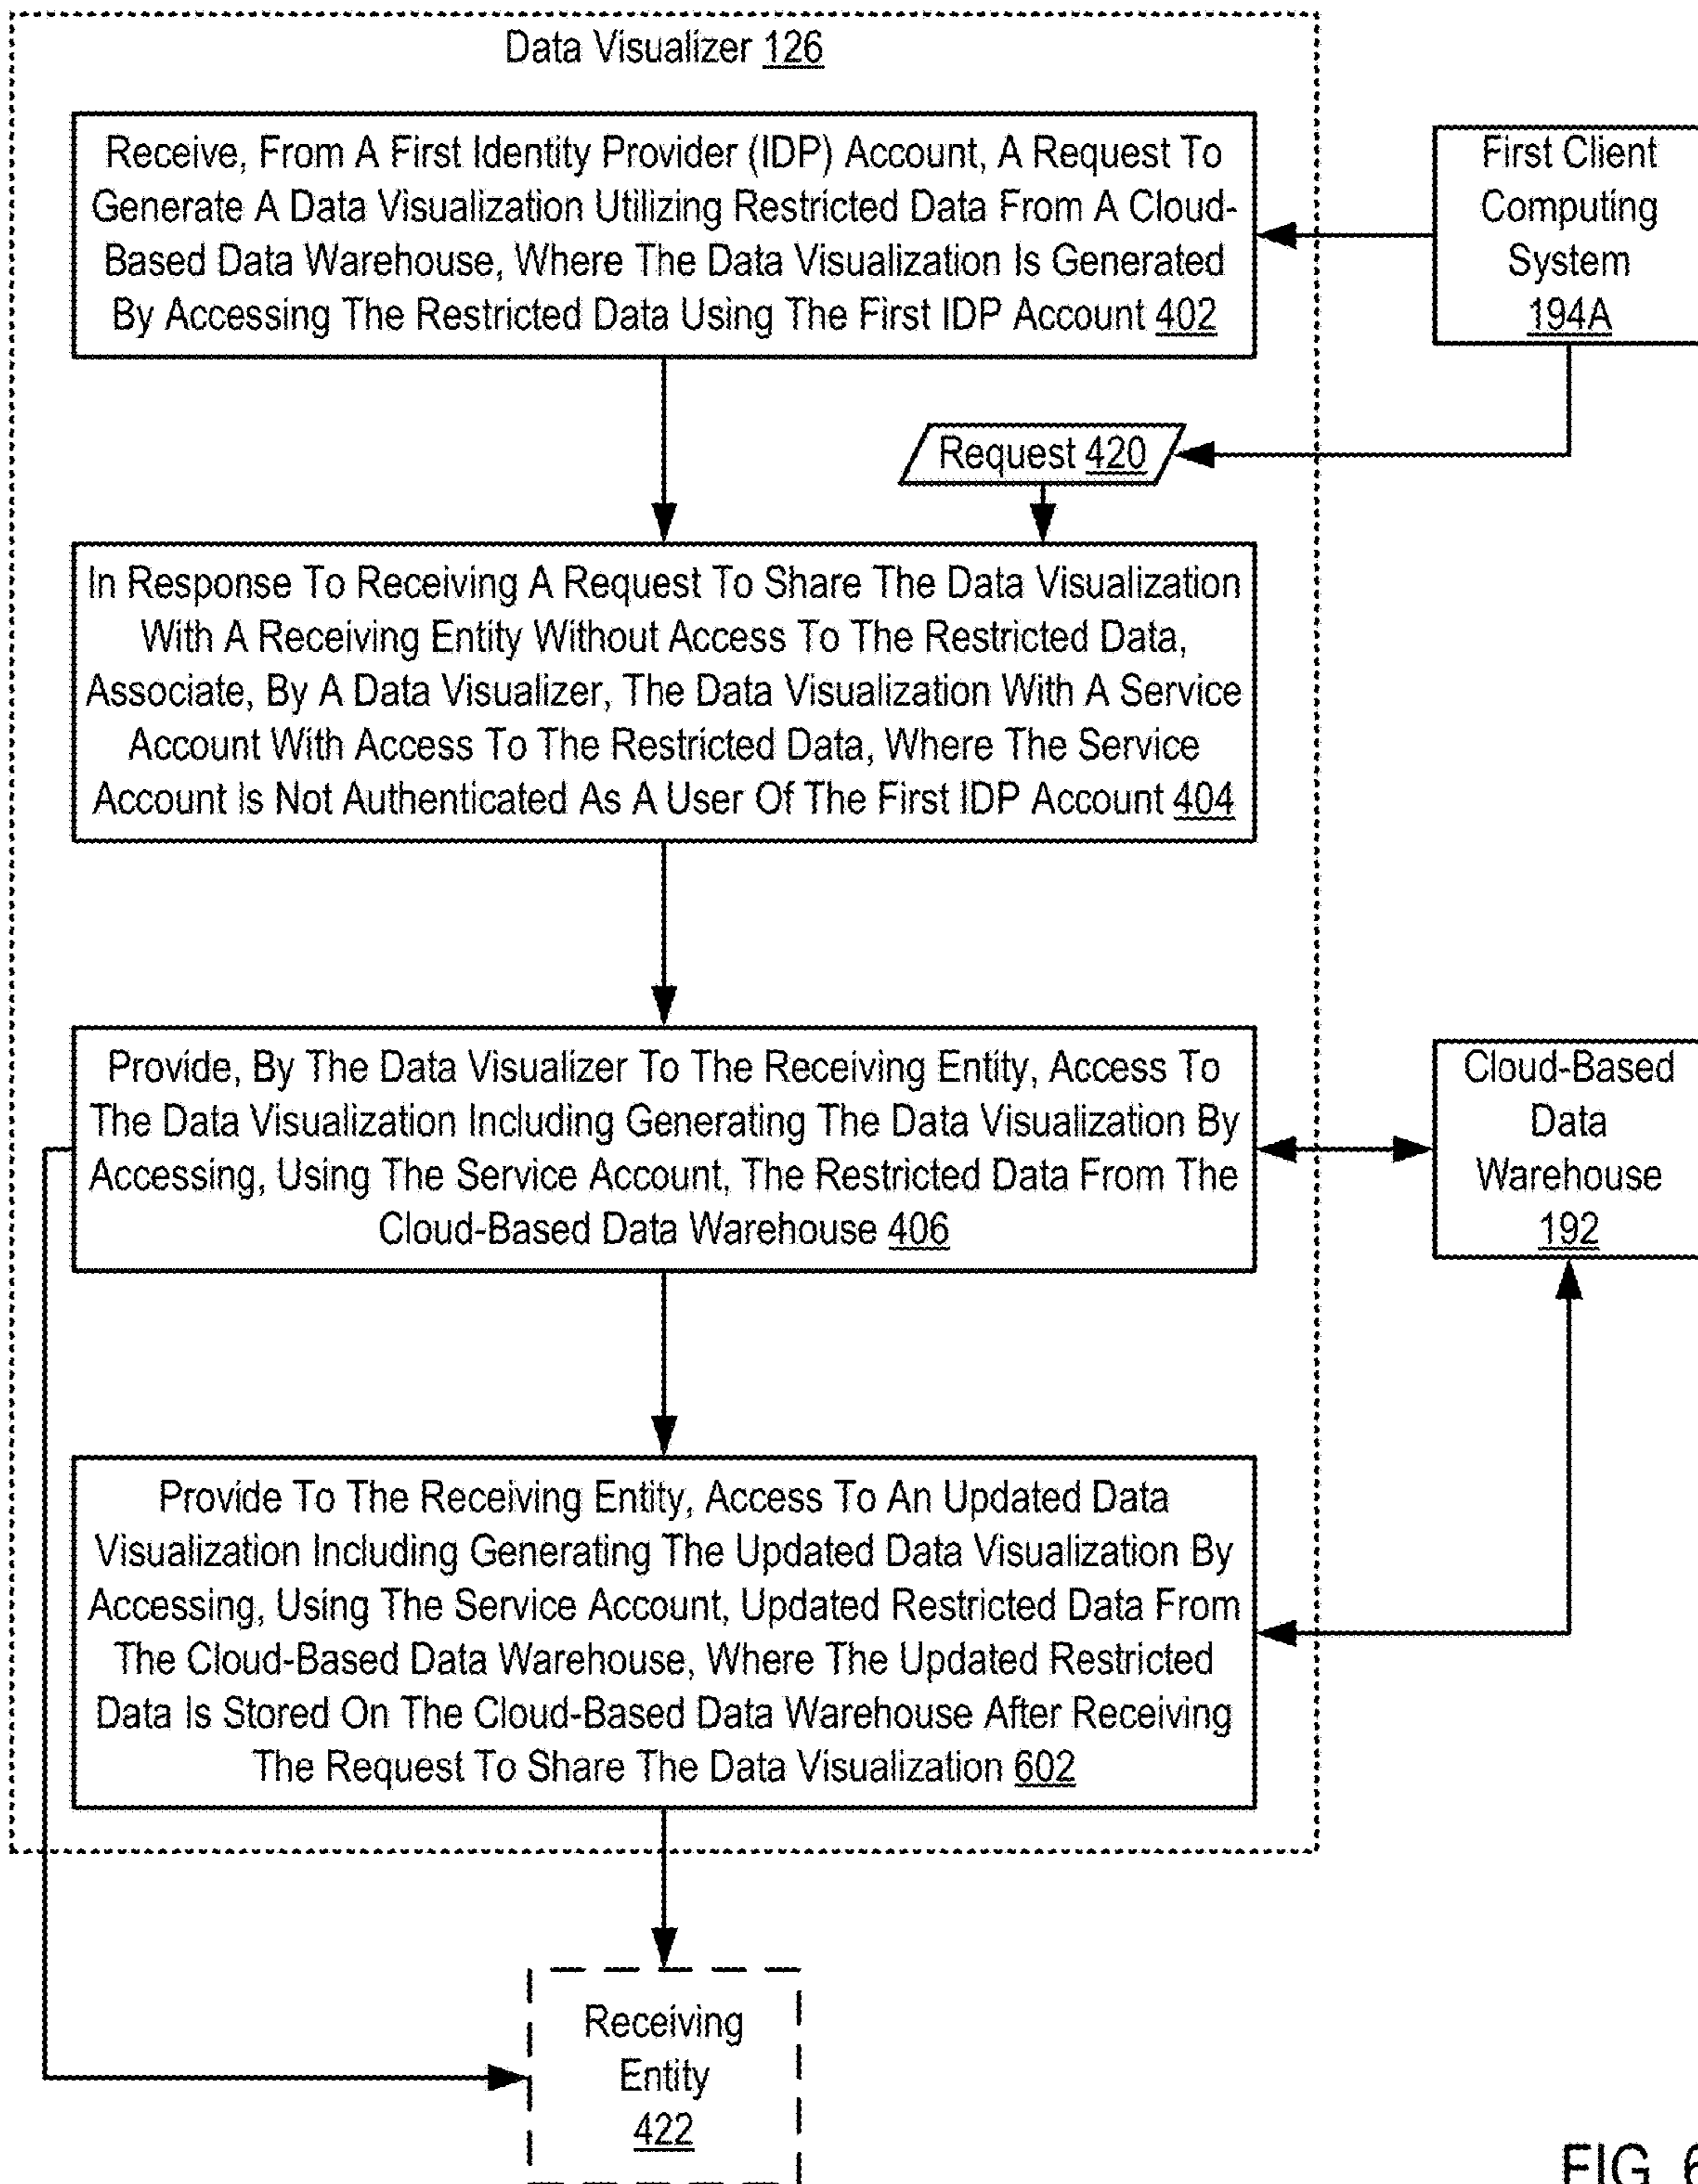 Data Visualizer 126
Receive, From A First Identity Provider (IDP) Account, A Request To
Generate A Data Visualization Utilizing Restricted Data From A Cloud-
Based Data Warehouse, Where The Data Visualization Is Generated
By Accessing The Restricted Data Using The First IDP Account 402
First Client
Computing
System
194A
Request 420
In Response To Receiving A Request To Share The Data Visualization
With A Receiving Entity Without Access To The Restricted Data,
Associate, By A Data Visualizer, The Data Visualization With A Service
Account With Access To The Restricted Data, Where The Service
Account Is Not Authenticated As A User Of The First IDP Account 404
Provide, By The Data Visualizer To The Receiving Entity, Access To
The Data Visualization Including Generating The Data Visualization By
Accessing, Using The Service Account, The Restricted Data From The
Cloud-Based Data Warehouse 406
Cloud-Based
Data
Warehouse
192
Provide To The Receiving Entity, Access To An Updated Data
Visualization Including Generating The Updated Data Visualization By
Accessing, Using The Service Account, Updated Restricted Data From
The Cloud-Based Data Warehouse, Where The Updated Restricted
Data Is Stored On The Cloud-Based Data Warehouse After Receiving
The Request To Share The Data Visualization 602
Receiving
Entity
422
FIG. 6